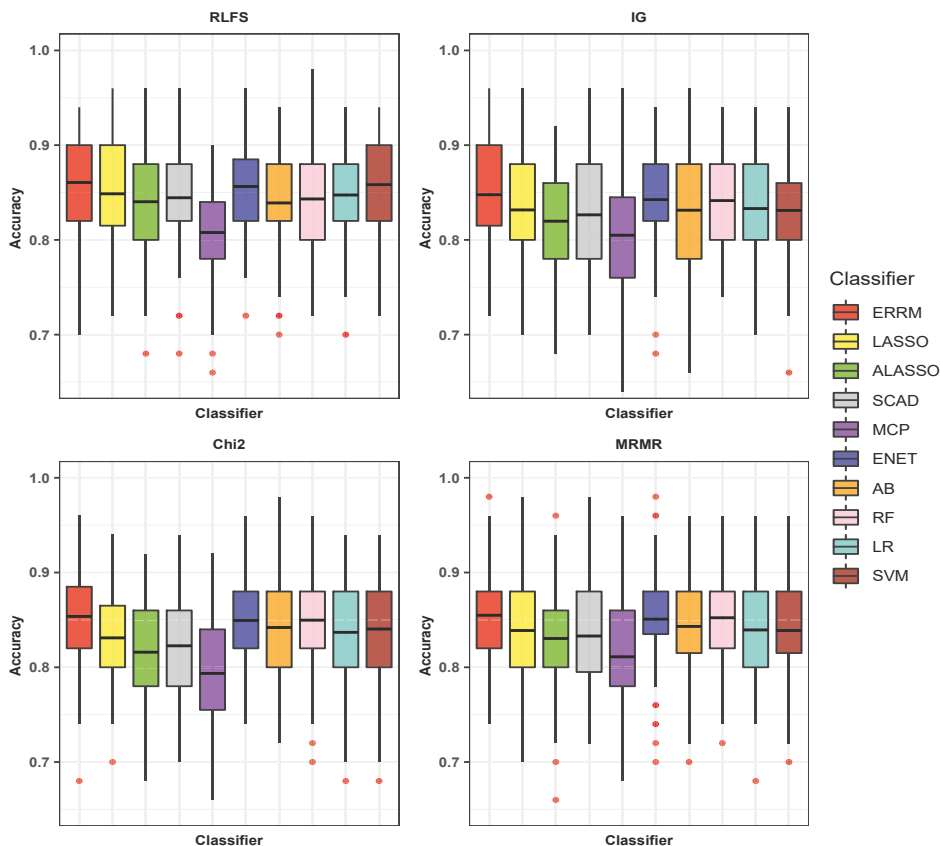 RLFS
IG
1.0
0.9
0.8
0.7
Accuracy
Classifier
1.0
0.9
0.8
0.7
Accuracy
Classifier
Chi2
MRMR
1.0
0.9
0.8
0.7
Accuracy
Classifier
1.0
0.9
0.8
0.7
Accuracy
Classifier
Classifier
ERRM
LASSO
ALASSO
SCAD
MCP
ENET
AB
RF
LR
SVM